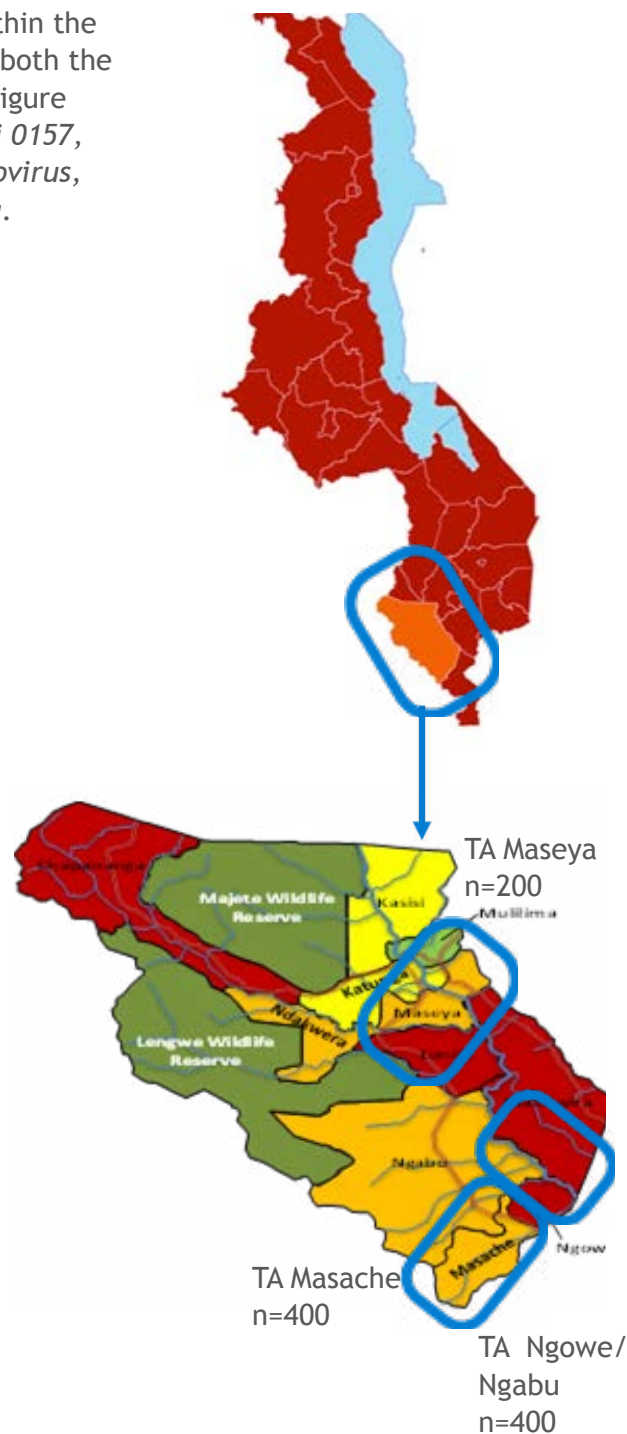 thin the
both the
igure
i 0157,
ovirus,
TA Maseya
n=200
Majete Wildlife
Reserve
Kasisi
Mulilima
Maseya
Ndakwera
Lengwe Wildlife
Reserve
Ngabu
Ngow
Masache
TA Masache
n=400
TA Ngowe/
Ngabu
n=400